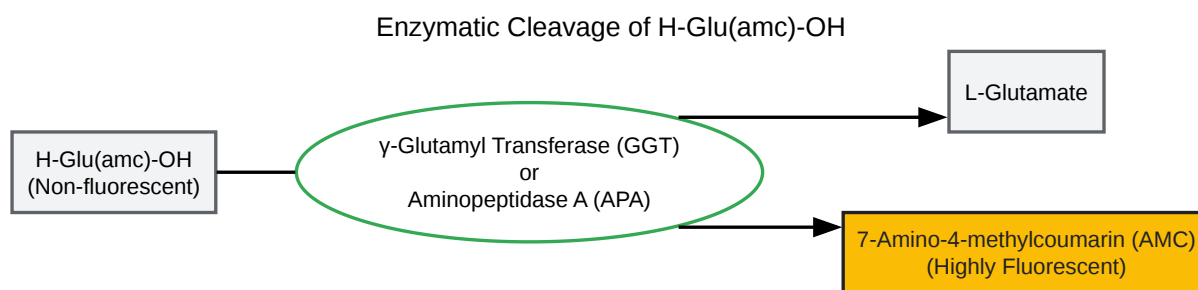 Enzymatic Cleavage of H-Glu(amc)-OH
L-Glutamate
H-Glu(amc)-OH
(Non-fluorescent)
γ-Glutamyl Transferase (GGT)
or
Aminopeptidase A (APA)
7-Amino-4-methylcoumarin (AMC)
(Highly Fluorescent)